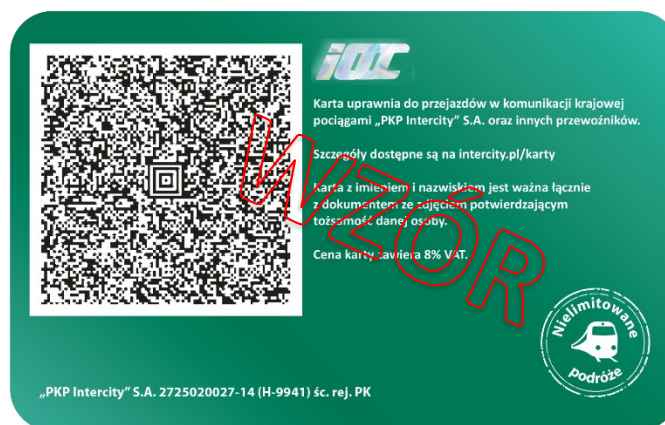 IC
Karta uprawnia do przejazdów w komunikacji krajowej
pociągami „PKP Intercity” S.A. oraz innych przewoźników.
Szczegóły dostępne są na intercity.pl/karty
Karta z imieniem i nazwiskiem jest ważna łącznie
z dokumentem ze zdjęciem potwierdzającym
tożsamość danej osoby.
Cena karty zawiera 8% VAT.
WZÓR
Nielimitowane
podróże
„PKP Intercity” S.A. 2725020027-14 (H-9941) śc. rej. PK